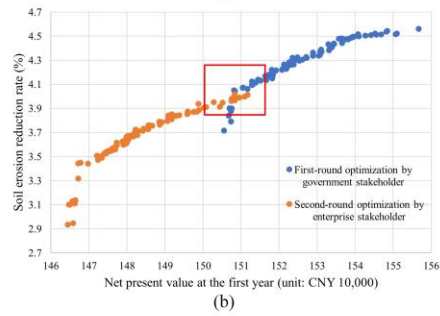 4.7
4.5
4.3
4.1
3.9
3.7
3.5
3.3
3.1
2.9
2.7
Soil erosion reduction rate (%)
First-round optimization by
government stakeholder
Second-round optimization by
enterprise stakeholder
146 147 148 149 150 151 152 153 154 155 156
Net present value at the first year (unit: CNY 10,000)
(b)